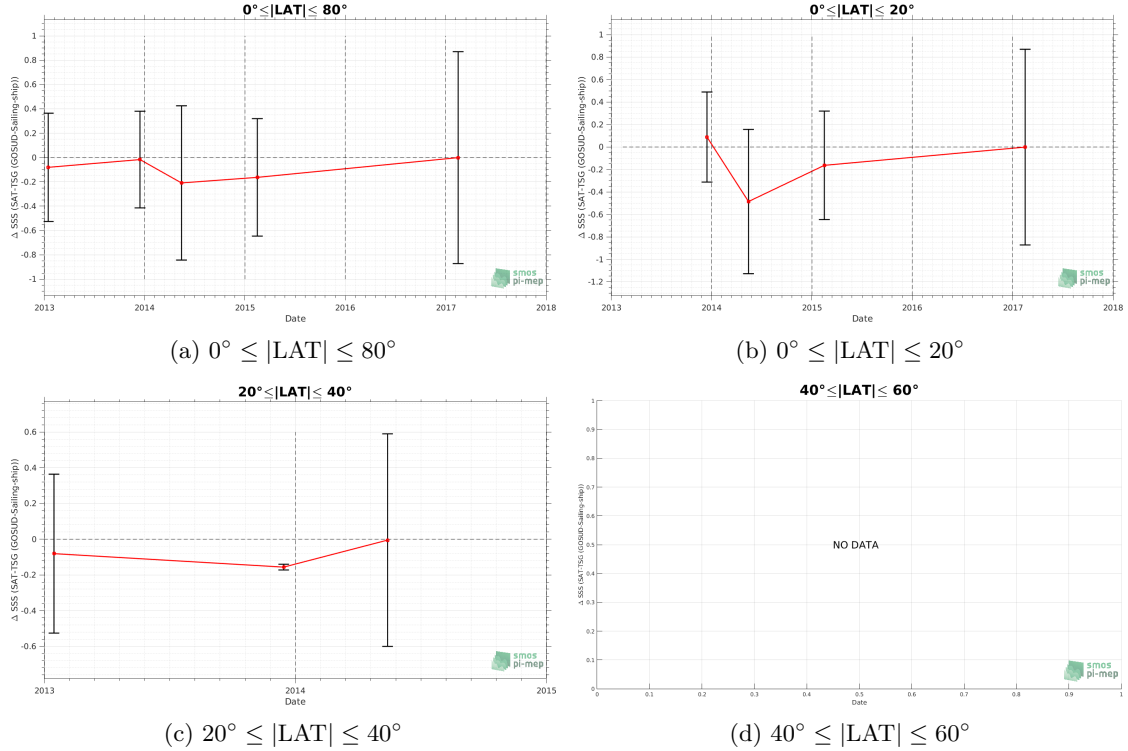 0°≤|LAT|≤ 80°
Δ SSS (SAT-TSG (GOSUD-Sailing-ship))
1
0.8
0.6
0.4
0.2
0
-0.2
-0.4
-0.6
-0.8
-1
2013 2014 2015 2016 2017 2018
Date
smos
pi-mep
(a) 0° ≤ |LAT| ≤ 80°
0°≤|LAT|≤ 20°
Δ SSS (SAT-TSG (GOSUD-Sailing-ship))
1
0.8
0.6
0.4
0.2
0
-0.2
-0.4
-0.6
-0.8
-1
-1.2
2013 2014 2015 2016 2017 2018
Date
smos
pi-mep
(b) 0° ≤ |LAT| ≤ 20°
20°≤|LAT|≤ 40°
Δ SSS (SAT-TSG (GOSUD-Sailing-ship))
0.6
0.4
0.2
0
-0.2
-0.4
-0.6
2013 2014 2015
Date
smos
pi-mep
(c) 20° ≤ |LAT| ≤ 40°
40°≤|LAT|≤ 60°
Δ SSS (SAT-TSG (GOSUD-Sailing-ship))
1
0.9
0.8
0.7
0.6
0.5
0.4
0.3
0.2
0.1
0
NO DATA
0 0.1 0.2 0.3 0.4 0.5 0.6 0.7 0.8 0.9 1
Date
smos
pi-mep
(d) 40° ≤ |LAT| ≤ 60°